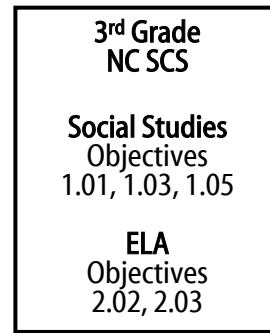 3rd Grade
NC SCS
Social Studies
Objectives
1.01, 1.03, 1.05
ELA
Objectives
2.02, 2.03